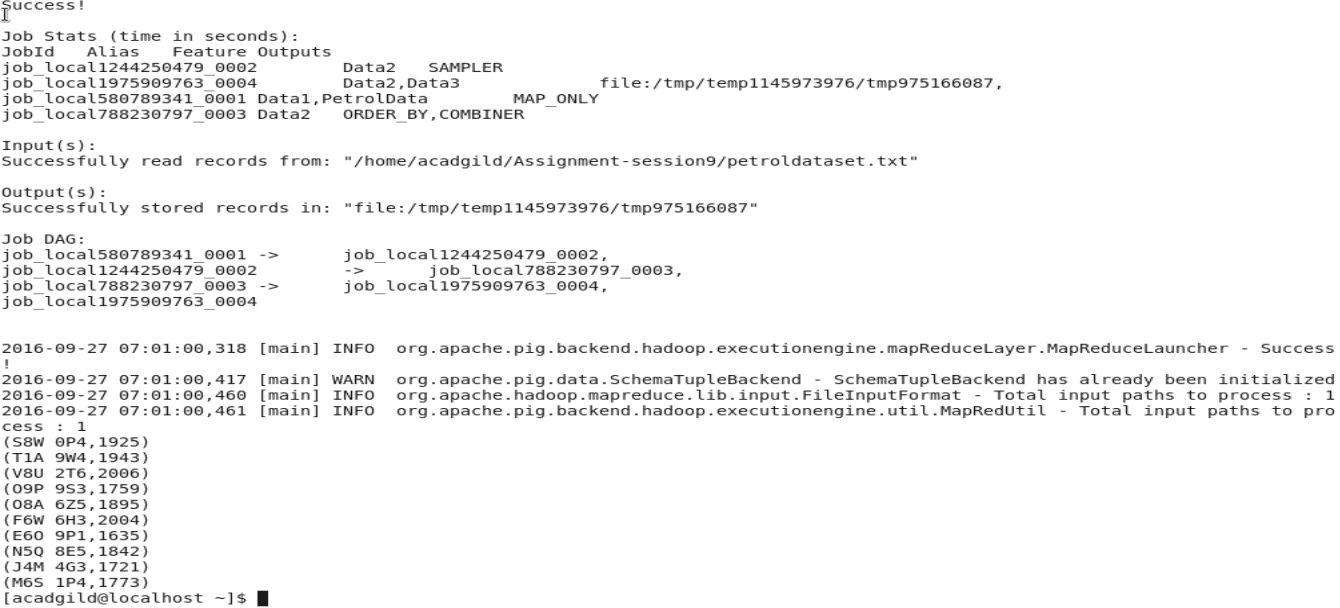 Success!
Job Stats (time in seconds):
JobId   Alias   Feature Outputs
job_local1244250479_0002        Data2   SAMPLER
job_local1975909763_0004        Data2,Data3             file:/tmp/temp1145973976/tmp975166087,
job_local580789341_0001 Data1,PetrolData        MAP_ONLY
job_local788230797_0003 Data2   ORDER_BY,COMBINER
Input(s):
Successfully read records from: "/home/acadgild/Assignment-session9/petroldataset.txt"
Output(s):
Successfully stored records in: "file:/tmp/temp1145973976/tmp975166087"
Job DAG:
job_local580789341_0001 ->      job_local1244250479_0002,
job_local1244250479_0002        ->      job_local788230797_0003,
job_local788230797_0003 ->      job_local1975909763_0004,
job_local1975909763_0004
2016-09-27 07:01:00,318 [main] INFO  org.apache.pig.backend.hadoop.executionengine.mapReduceLayer.MapReduceLauncher - Success
!
2016-09-27 07:01:00,417 [main] WARN  org.apache.pig.data.SchemaTupleBackend - SchemaTupleBackend has already been initialized
2016-09-27 07:01:00,460 [main] INFO  org.apache.hadoop.mapreduce.lib.input.FileInputFormat - Total input paths to process : 1
2016-09-27 07:01:00,461 [main] INFO  org.apache.pig.backend.hadoop.executionengine.util.MapRedUtil - Total input paths to pro
cess : 1
(S8W 0P4,1925)
(T1A 9W4,1943)
(V8U 2T6,2006)
(O9P 9S3,1759)
(O8A 6Z5,1895)
(F6W 6H3,2004)
(E6O 9P1,1635)
(N5Q 8E5,1842)
(J4M 4G3,1721)
(M6S 1P4,1773)
[acadgild@localhost ~]$